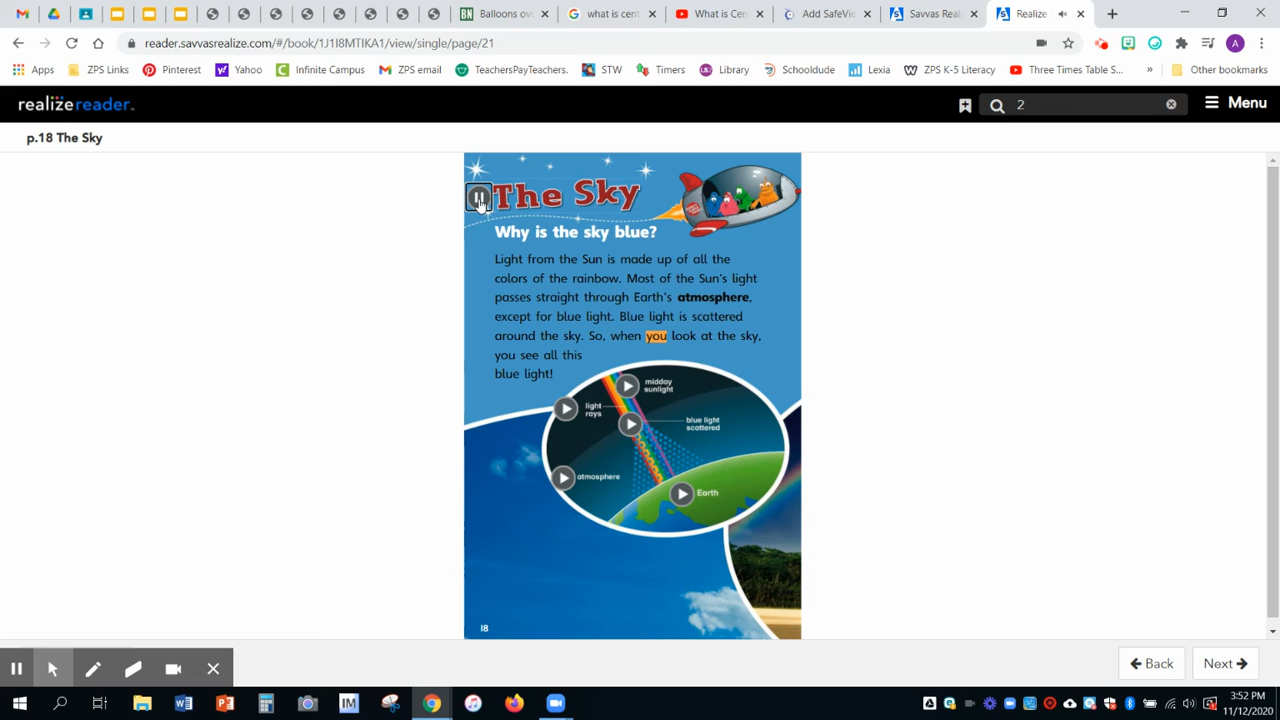 Balloons ov
what is cent
What is Cen
Add SafeVie
Savvas Real
Realize
reader.savvasrealize.com/#/book/1J1I8MTIKA1/view/single/page/21
A
Apps
ZPS Links
Pinterest
Yahoo
Infinite Campus
ZPS email
TeachersPayTeachers.
STW
Timers
Library
Schooldude
Lexia
ZPS K-5 Literacy
Three Times Table S...
»
Other bookmarks
realizereader.
2
Menu
p.18 The Sky
The Sky
Why is the sky blue?
Light from the Sun is made up of all the
colors of the rainbow. Most of the Sun's light
passes straight through Earth's atmosphere,
except for blue light. Blue light is scattered
around the sky. So, when you look at the sky,
you see all this
blue light!
midday
sunlight
light
rays
blue light
scattered
atmosphere
Earth
18
Back
Next
IM
3:52 PM
11/12/2020